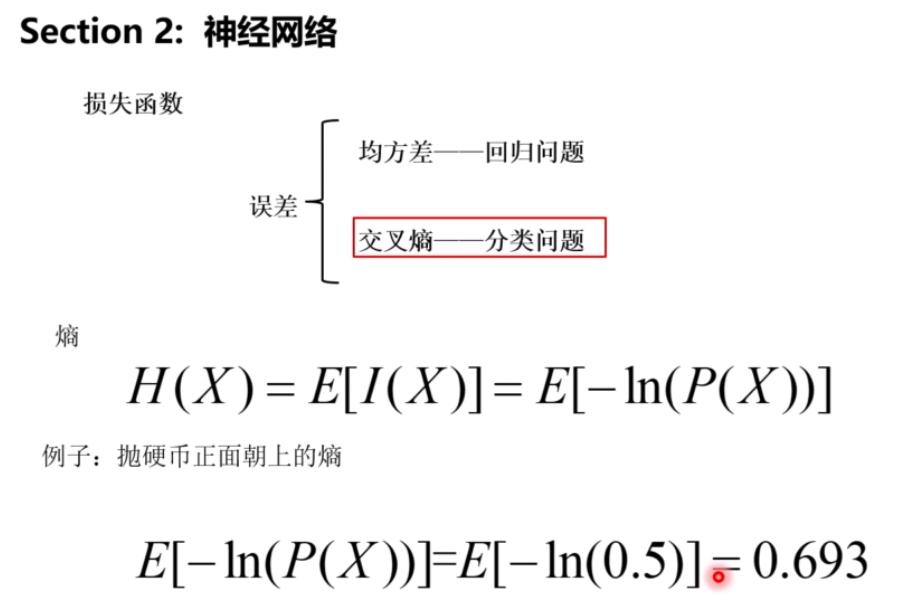 Section 2: 神经网络
损失函数
均方差——回归问题
误差
交叉熵——分类问题
熵
H(X) = E[I(X)] = E[−ln(P(X))]
例子：抛硬币正面朝上的熵
E[−ln(P(X))]=E[−ln(0.5)] = 0.693